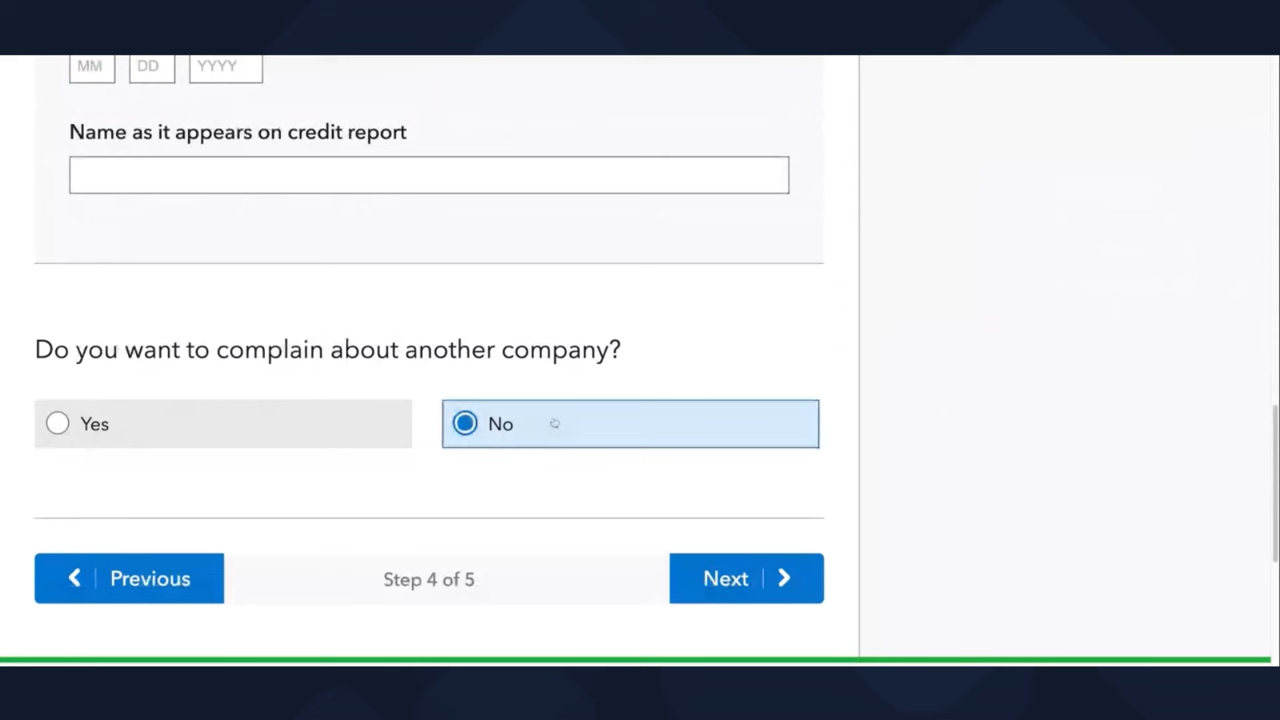 MM DD YYYY
Name as it appears on credit report
Do you want to complain about another company?
Yes No
Previous Step 4 of 5 Next